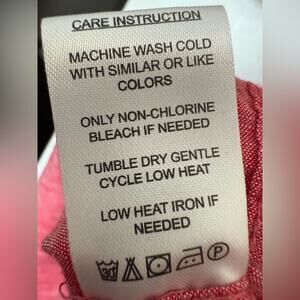 CARE INSTRUCTION
MACHINE WASH COLD
WITH SIMILAR OR LIKE
COLORS
ONLY NON-CHLORINE
BLEACH IF NEEDED
TUMBLE DRY GENTLE
CYCLE LOW HEAT
LOW HEAT IRON IF
NEEDED
30 P